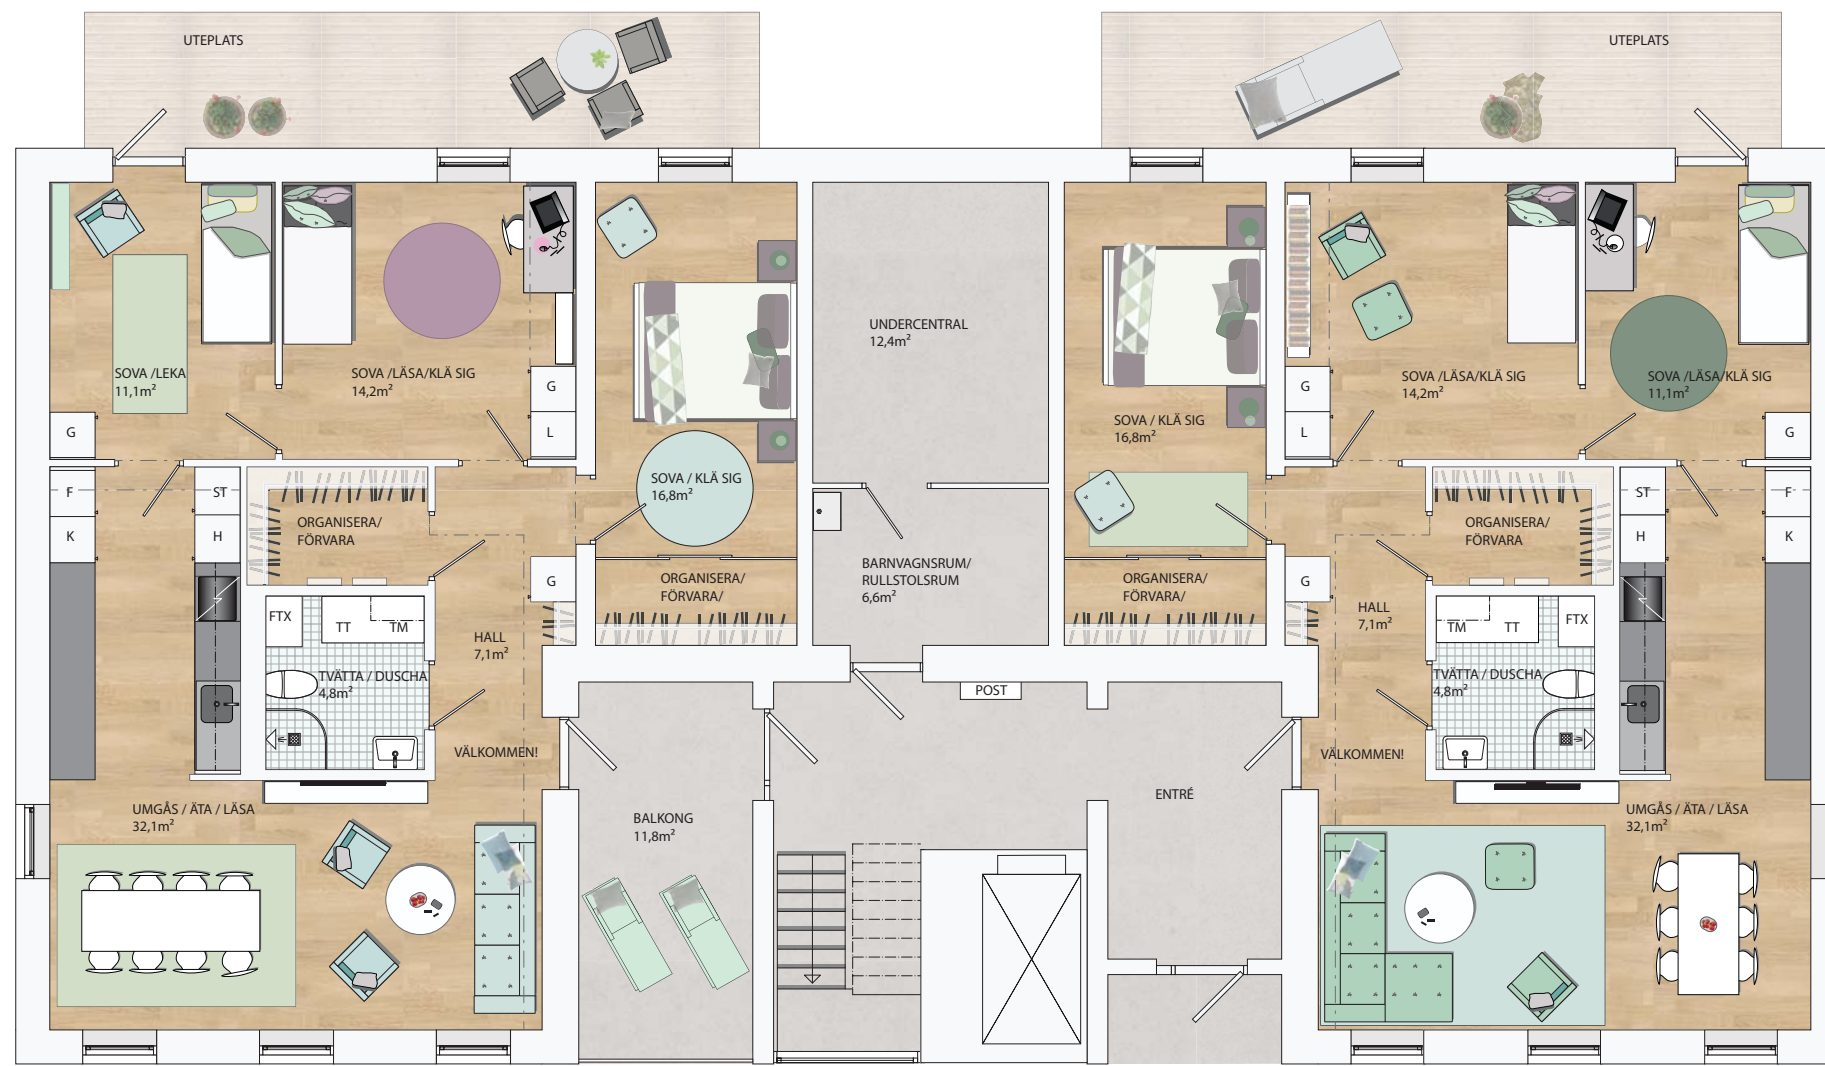 UTEPLATS
UTEPLATS
UNDERCENTRAL
12,4m²
SOVA /LEKA
11,1m²
SOVA /LÄSA/KLÄ SIG
14,2m²
G
L
G
SOVA / KLÄ SIG
16,8m²
SOVA / KLÄ SIG
16,8m²
G
L
SOVA /LÄSA/KLÄ SIG
14,2m²
SOVA /LÄSA/KLÄ SIG
11,1m²
G
F
K
ST
H
ORGANISERA/
FÖRVARA
G
ORGANISERA/
FÖRVARA/
BARNVAGNSRUM/
RULLSTOLSRUM
6,6m²
ORGANISERA/
FÖRVARA/
G
ORGANISERA/
FÖRVARA
ST
H
F
K
FTX
TT
TM
HALL
7,1m²
TVÄTTA / DUSCHA
4,8m²
HALL
7,1m²
TM
TT
FTX
TVÄTTA / DUSCHA
4,8m²
POST
VÄLKOMMEN!
VÄLKOMMEN!
UMGÅS / ÄTA / LÄSA
32,1m²
BALKONG
11,8m²
ENTRÉ
UMGÅS / ÄTA / LÄSA
32,1m²